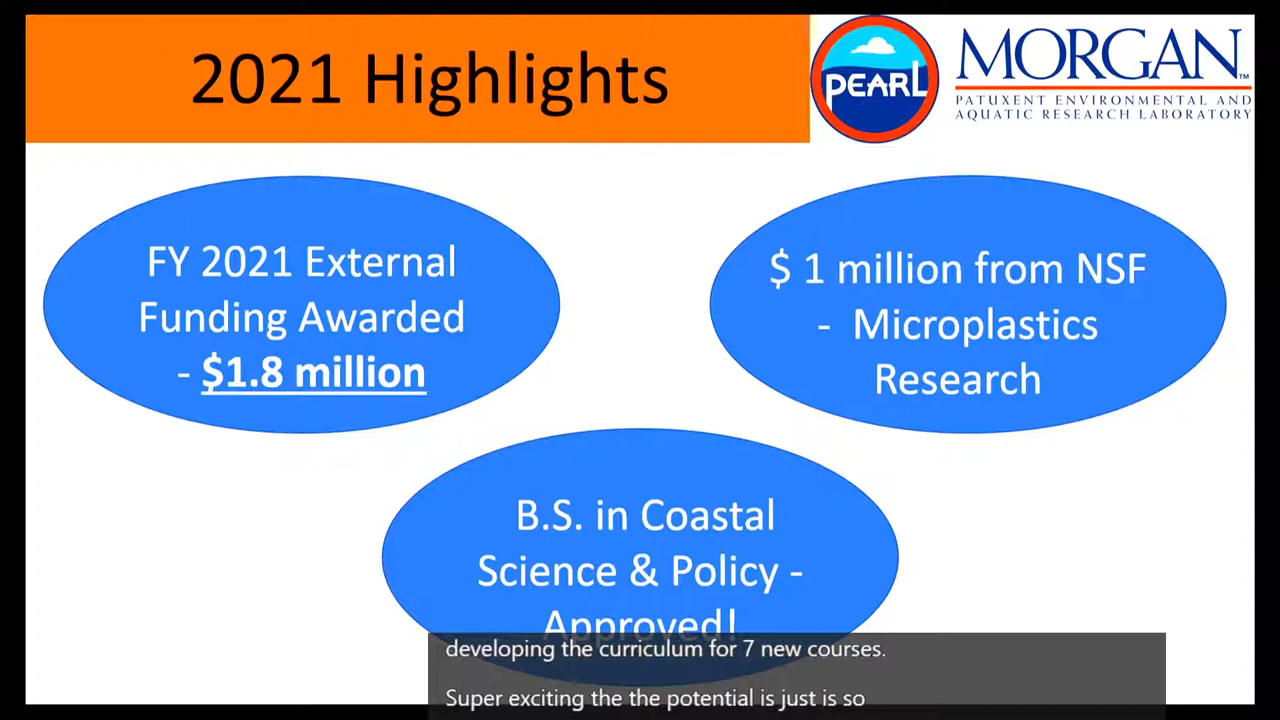 2021 Highlights
PEARL
MORGAN™
PATUXENT ENVIRONMENTAL AND
AQUATIC RESEARCH LABORATORY
FY 2021 External
Funding Awarded
- $1.8 million
$ 1 million from NSF
- Microplastics
Research
B.S. in Coastal
Science & Policy -
Approved!
developing the curriculum for 7 new courses.
Super exciting the the potential is just is so